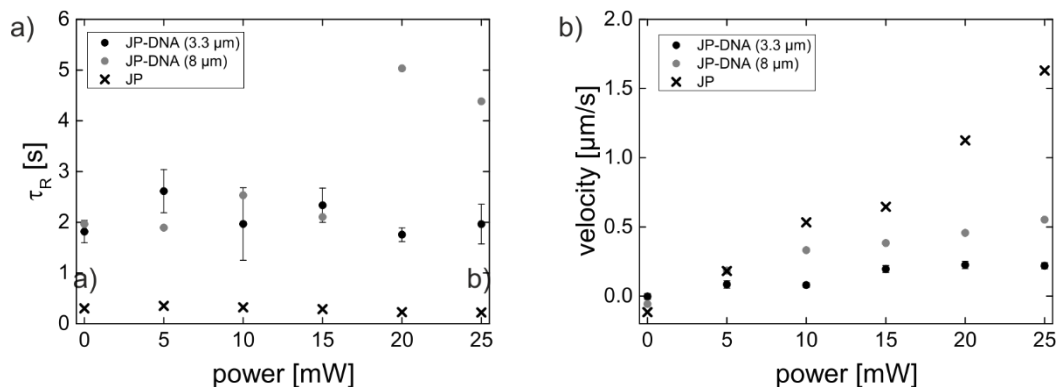 a)
6
5
4
3
2
1
0
τR [s]
JP-DNA (3.3 µm)
JP-DNA (8 µm)
JP
a)
b)
0 5 10 15 20 25
power [mW]
b)
2.0
1.5
1.0
0.5
0.0
velocity [µm/s]
JP-DNA (3.3 µm)
JP-DNA (8 µm)
JP
0 5 10 15 20 25
power [mW]